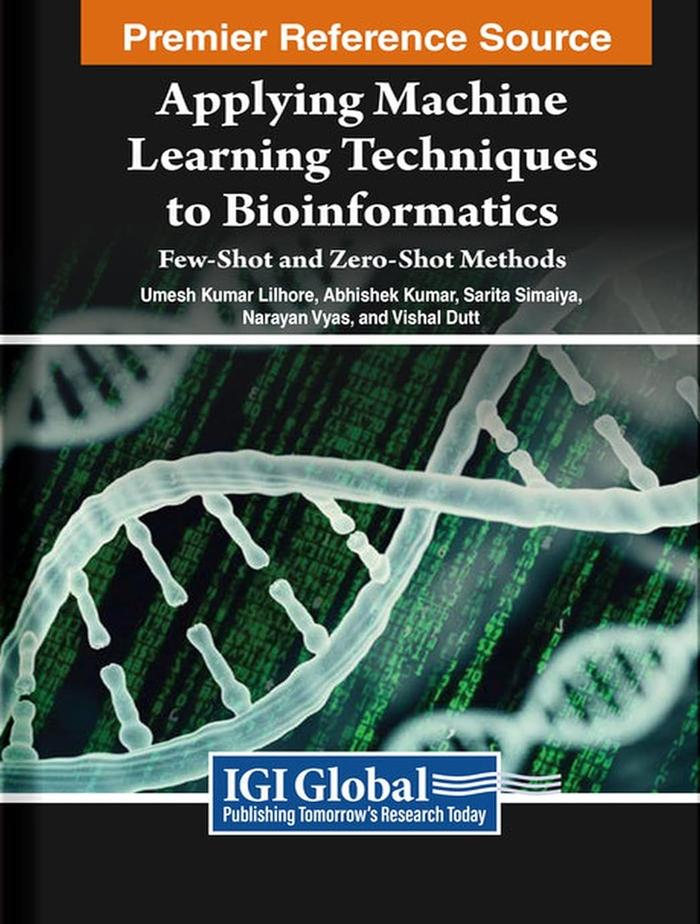 Premier Reference Source
Applying Machine
Learning Techniques
to Bioinformatics
Few-Shot and Zero-Shot Methods
Umesh Kumar Lilhore, Abhishek Kumar, Sarita Simaiya,
Narayan Vyas, and Vishal Dutt
IGI Global
Publishing Tomorrow's Research Today